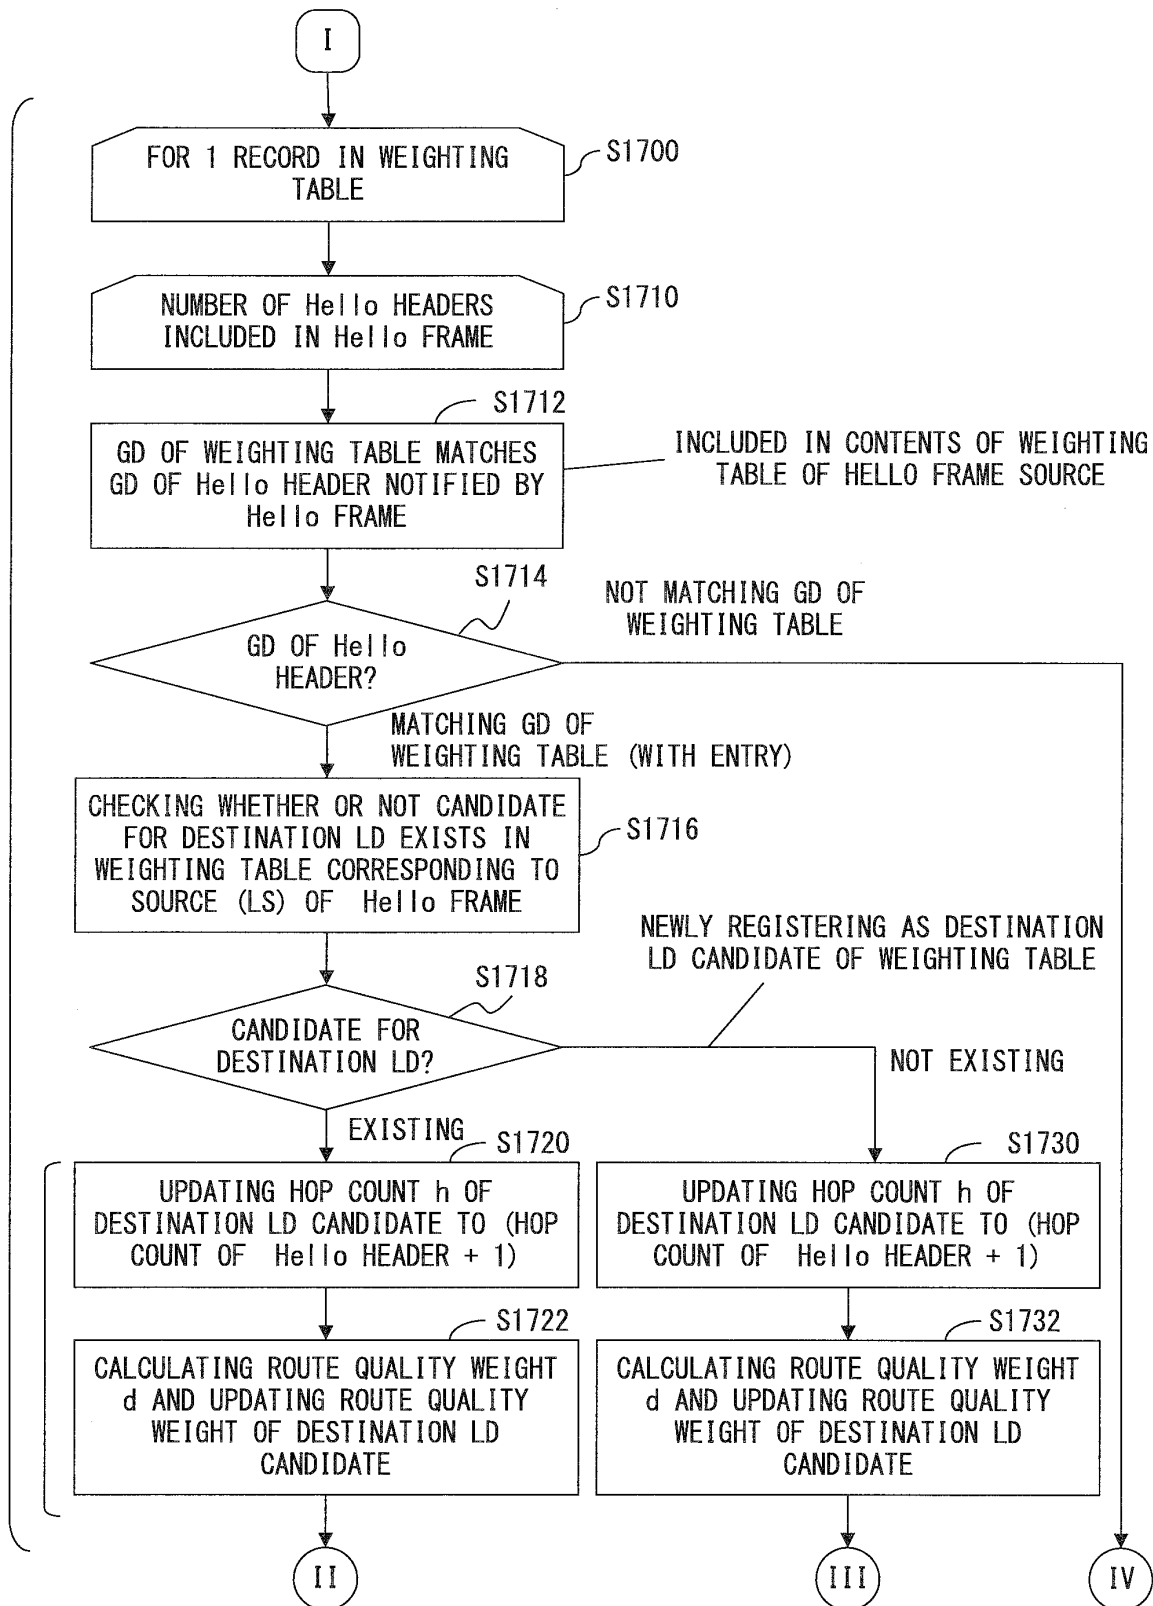 I
FOR 1 RECORD IN WEIGHTING
TABLE
S1700
NUMBER OF Hello HEADERS
INCLUDED IN Hello FRAME
S1710
S1712
GD OF WEIGHTING TABLE MATCHES
GD OF Hello HEADER NOTIFIED BY
Hello FRAME
INCLUDED IN CONTENTS OF WEIGHTING
TABLE OF HELLO FRAME SOURCE
S1714
GD OF Hello
HEADER?
NOT MATCHING GD OF
WEIGHTING TABLE
MATCHING GD OF
WEIGHTING TABLE (WITH ENTRY)
CHECKING WHETHER OR NOT CANDIDATE
FOR DESTINATION LD EXISTS IN
WEIGHTING TABLE CORRESPONDING TO
SOURCE (LS) OF Hello FRAME
S1716
NEWLY REGISTERING AS DESTINATION
LD CANDIDATE OF WEIGHTING TABLE
S1718
CANDIDATE FOR
DESTINATION LD?
NOT EXISTING
EXISTING
S1720
UPDATING HOP COUNT h OF
DESTINATION LD CANDIDATE TO (HOP
COUNT OF Hello HEADER + 1)
S1730
UPDATING HOP COUNT h OF
DESTINATION LD CANDIDATE TO (HOP
COUNT OF Hello HEADER + 1)
S1722
CALCULATING ROUTE QUALITY WEIGHT
d AND UPDATING ROUTE QUALITY
WEIGHT OF DESTINATION LD
CANDIDATE
S1732
CALCULATING ROUTE QUALITY WEIGHT
d AND UPDATING ROUTE QUALITY
WEIGHT OF DESTINATION LD
CANDIDATE
II
III
IV